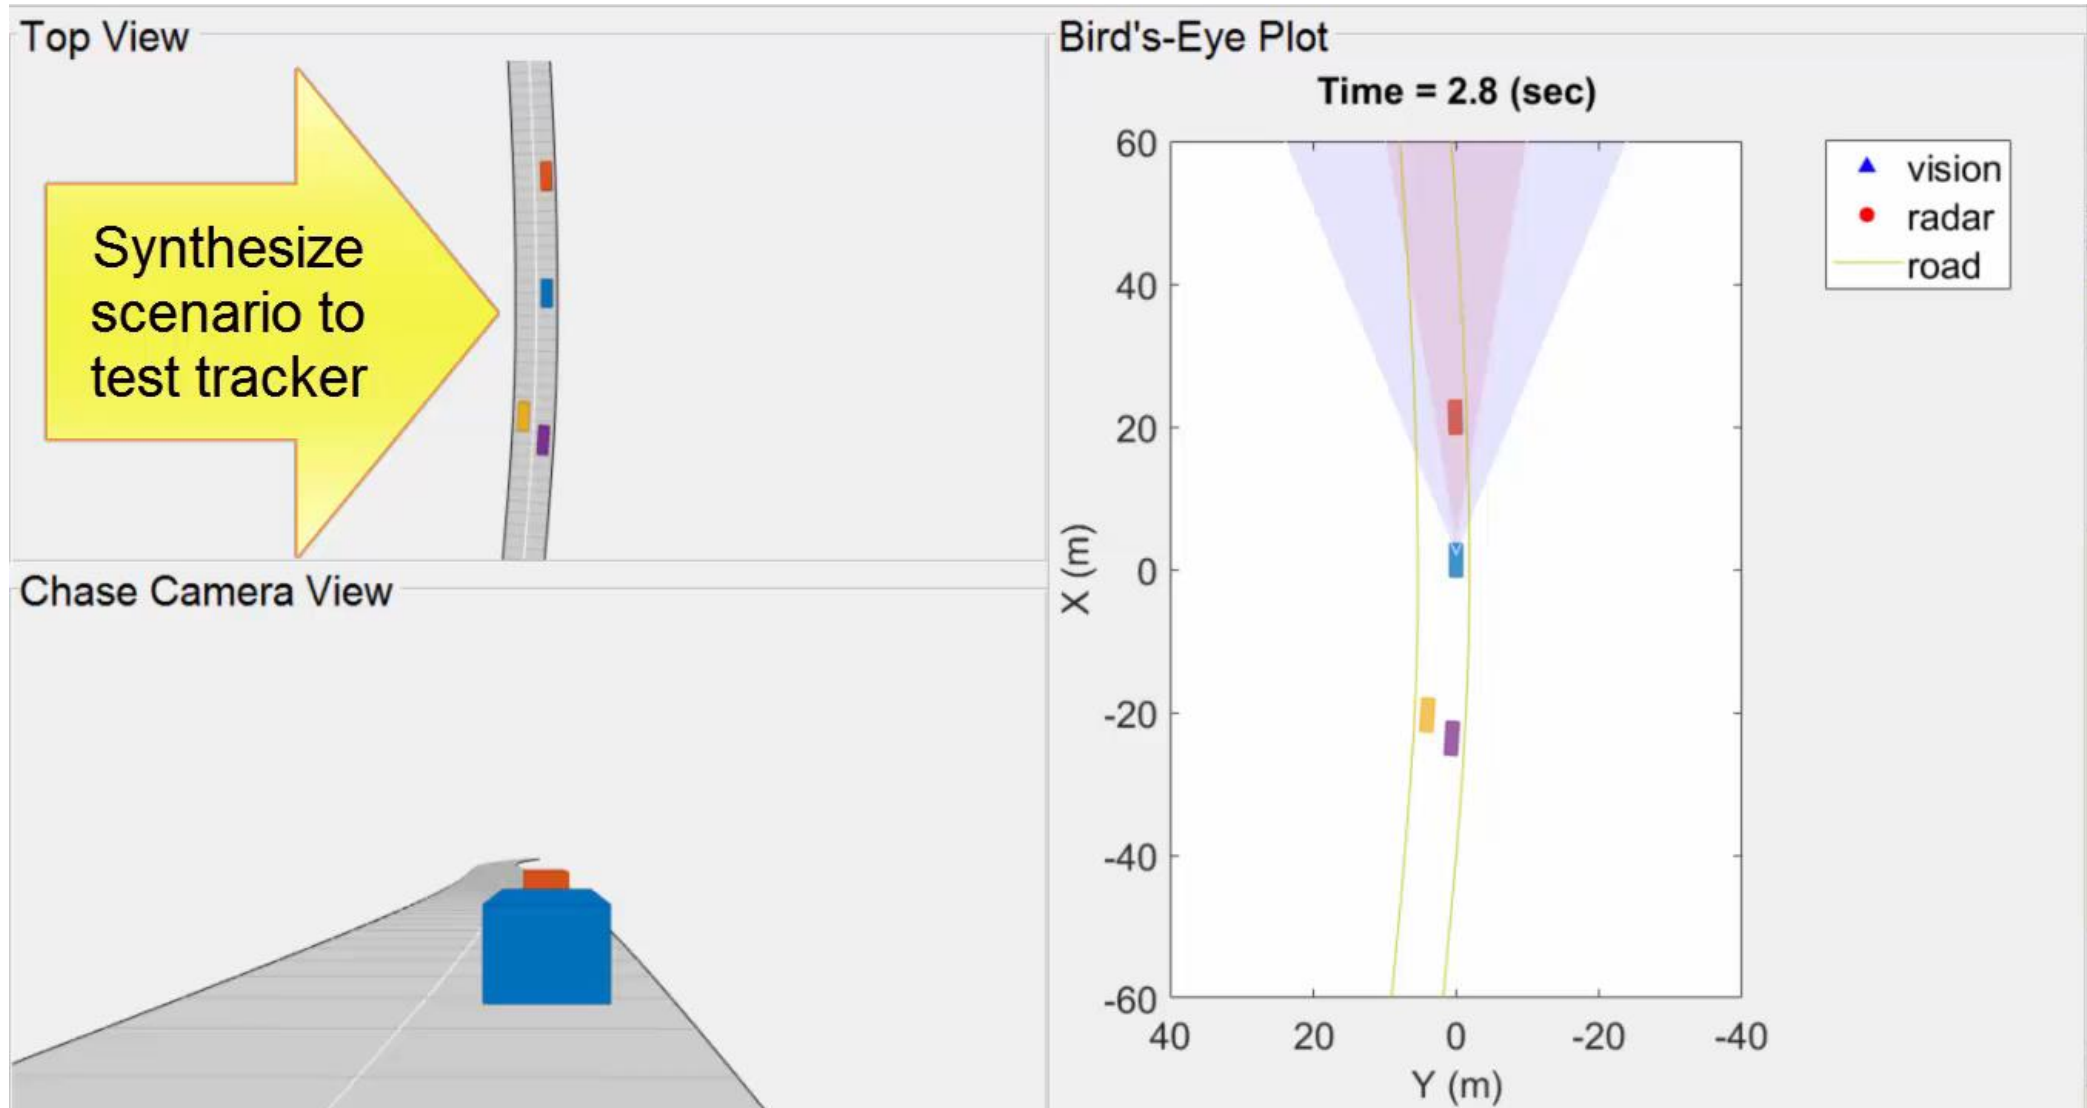 Top View
Synthesize
scenario to
test tracker
Chase Camera View
Bird's-Eye Plot
Time = 2.8 (sec)
vision
radar
road
60
40
20
0
-20
-40
-60
X (m)
40
20
0
-20
-40
Y (m)